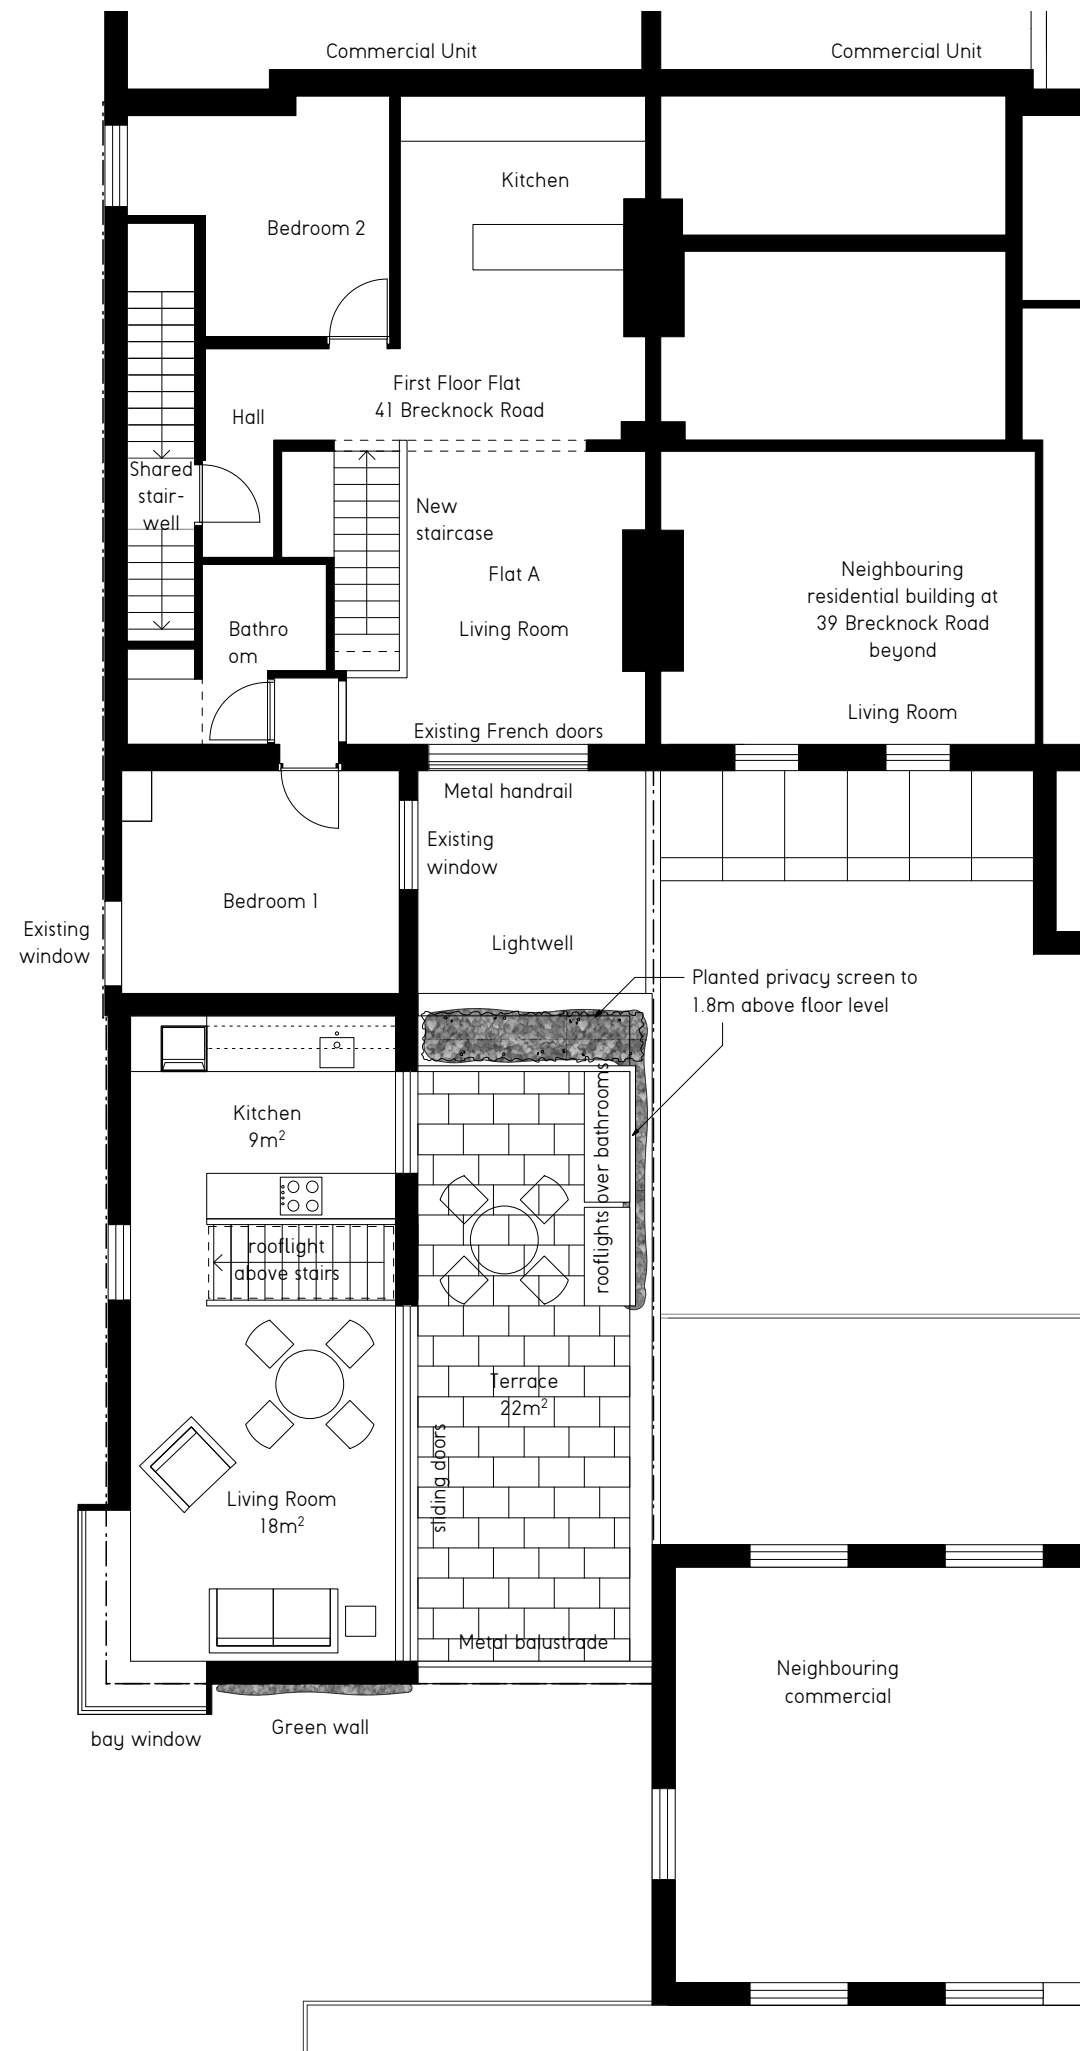 Commercial Unit
Commercial Unit
Kitchen
Bedroom 2
First Floor Flat
41 Brecknock Road
Hall
Shared
stair-
well
New
staircase
Flat A
Living Room
Bathro
om
Neighbouring
residential building at
39 Brecknock Road
beyond
Living Room
Existing French doors
Metal handrail
Existing
window
Bedroom 1
Existing
window
Lightwell
Planted privacy screen to
1.8m above floor level
Kitchen
9m²
rooflights over bathrooms
rooflight
above stairs
Terrace
22m²
sliding doors
Living Room
18m²
Metal balustrade
Neighbouring
commercial
Green wall
bay window